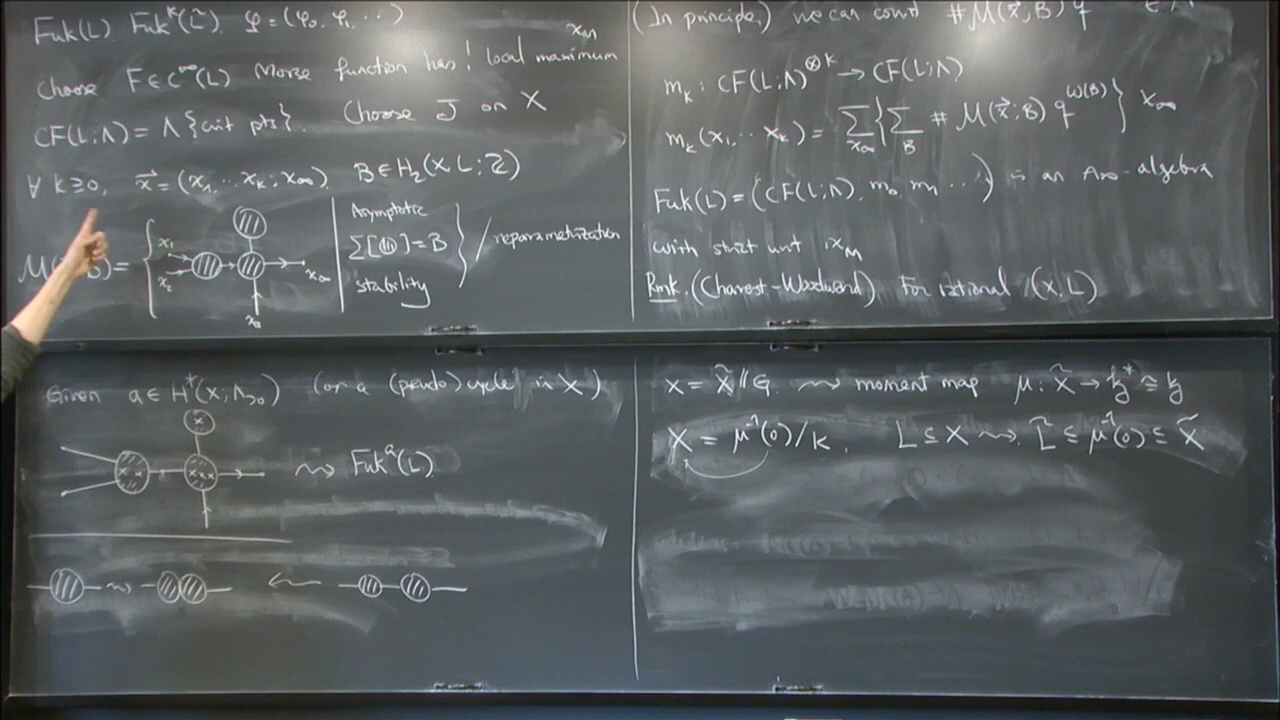 Fuk(L) Fuk^K(L̃). φ = (φ₀, φ₁, ...)
x_M
Choose F ∈ C^∞(L) Morse function has ! local maximum
CF(L;Λ) = Λ{crit pts}. Choose J on X
∀ k≥0, x⃗ = (x₁, ... x_k; x_∞), B ∈ H₂(X, L; Z)
= { x₁ x₂ x₃ x_∞ | Asymptotic
Σ[ ] = B
stability } / reparametrization
(In principle,) we can count # M(x⃗; B) q
m_k : CF(L;Λ)^{⊗k} → CF(L;Λ)
m_k(x₁, ... x_k) = Σ_{x_∞} { Σ_B # M(x⃗; B) q^{ω(B)} } x_∞
Fuk(L) = (CF(L;Λ), m₀, m₁, ...) is an A∞ algebra
with strict unit 1x_M
Rmk. (Charest-Woodward) For rational (X, L)
Given a ∈ H^*(X; Λ_{>0}) (or a (pseudo)cycle in X)
⇝ Fuk^a(L)
X = X̃//G. ⇝ moment map μ: X̃ → k^* ≅ k
X = μ⁻¹(0)/K, L ⊆ X ⇝ L̃ ⊆ μ⁻¹(0) ⊆ X̃